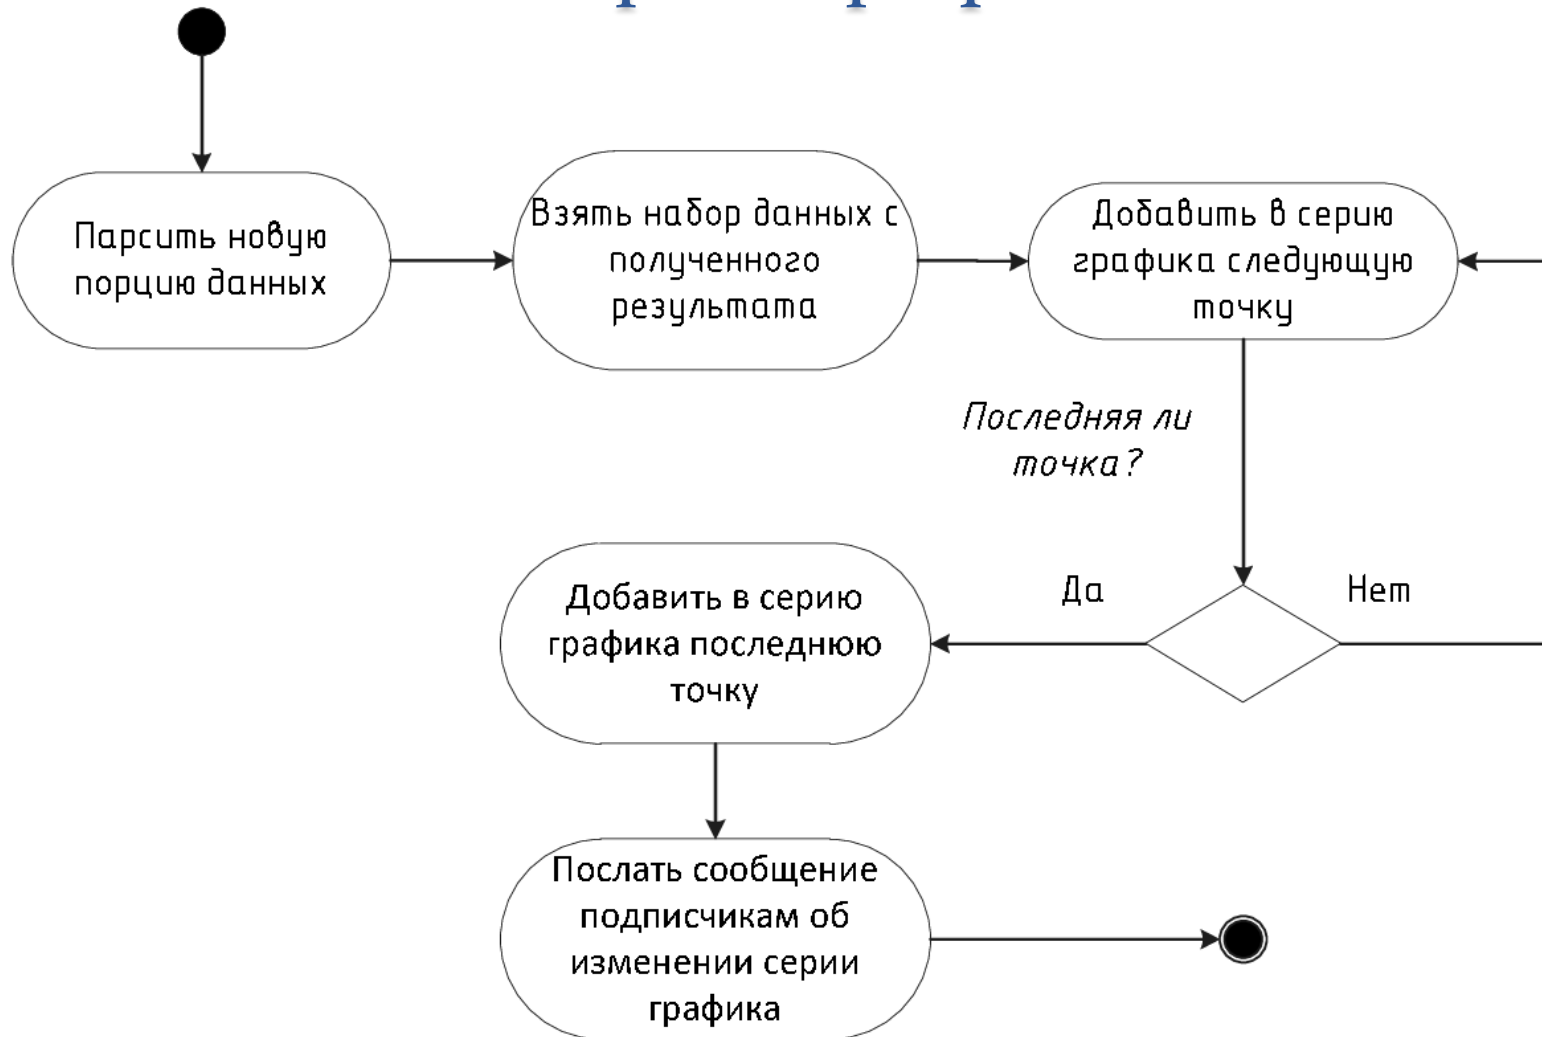 Парсить новую
порцию данных
Взять набор данных с
полученного
результата
Добавить в серию
графика следующую
точку
Последняя ли
точка?
Да
Нет
Добавить в серию
графика последнюю
точку
Послать сообщение
подписчикам об
изменении серии
графика